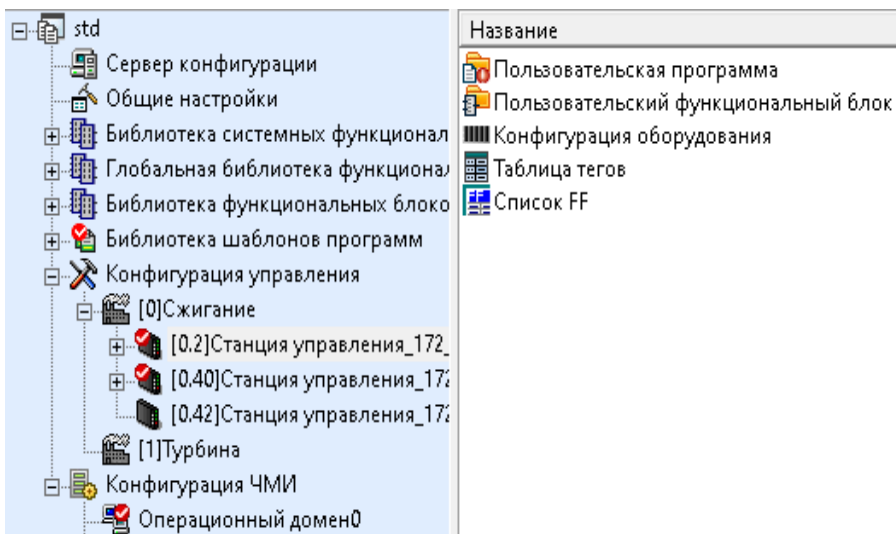 std
Сервер конфигурации
Общие настройки
Библиотека системных функционал
Глобальная библиотека функционал
Библиотека функциональных блоко
Библиотека шаблонов программ
Конфигурация управления
[0]Сжигание
[0.2]Станция управления_172_
[0.40]Станция управления_172
[0.42]Станция управления_172
[1]Турбина
Конфигурация ЧМИ
Операционный домен0
Название
Пользовательская программа
Пользовательский функциональный блок
Конфигурация оборудования
Таблица тегов
Список FF